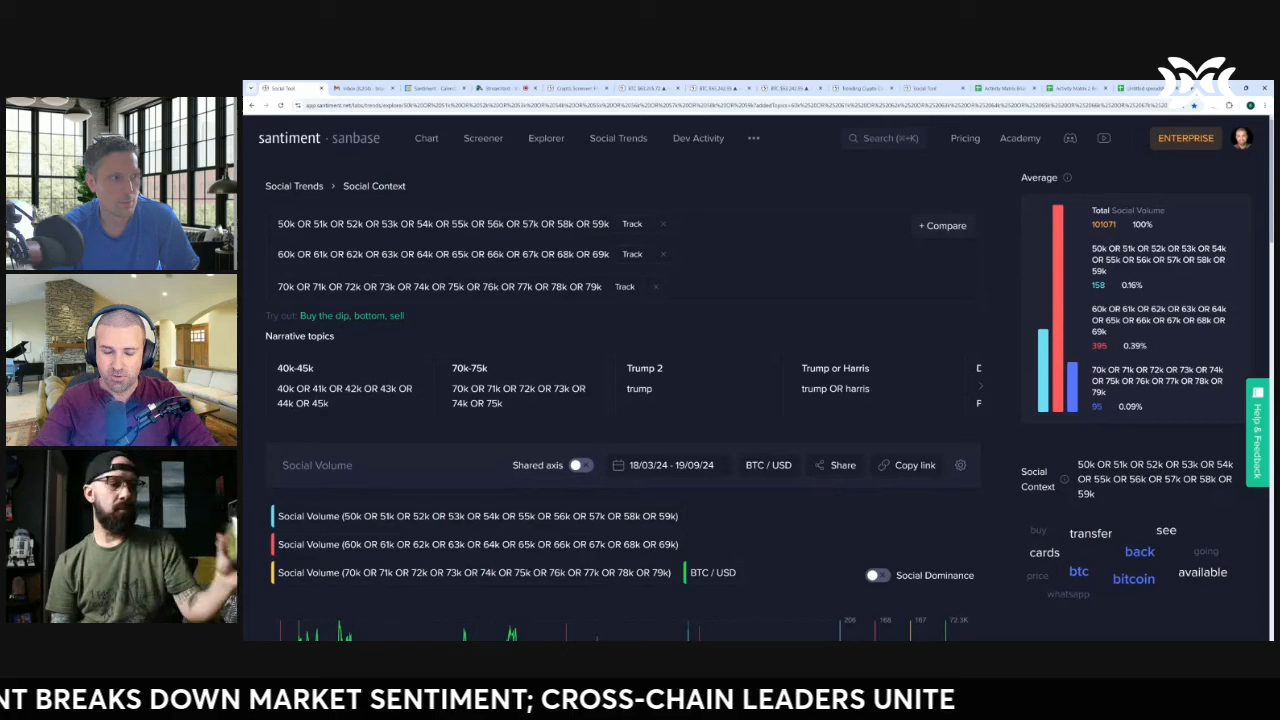 Social Tool
santiment · sanbase
Chart
Screener
Explorer
Social Trends
Dev Activity
Search (⌘+K)
Pricing
Academy
ENTERPRISE
Social Trends > Social Context
50k OR 51k OR 52k OR 53k OR 54k OR 55k OR 56k OR 57k OR 58k OR 59k Track
60k OR 61k OR 62k OR 63k OR 64k OR 65k OR 66k OR 67k OR 68k OR 69k Track
70k OR 71k OR 72k OR 73k OR 74k OR 75k OR 76k OR 77k OR 78k OR 79k Track
+ Compare
Try out: Buy the dip, bottom, sell
Narrative topics
40k-45k
40k OR 41k OR 42k OR 43k OR
44k OR 45k
70k-75k
70k OR 71k OR 72k OR 73k OR
74k OR 75k
Trump 2
trump
Trump or Harris
trump OR harris
Social Volume
Shared axis
18/03/24 - 19/09/24
BTC / USD
Share
Copy link
Social Volume (50k OR 51k OR 52k OR 53k OR 54k OR 55k OR 56k OR 57k OR 58k OR 59k)
Social Volume (60k OR 61k OR 62k OR 63k OR 64k OR 65k OR 66k OR 67k OR 68k OR 69k)
Social Volume (70k OR 71k OR 72k OR 73k OR 74k OR 75k OR 76k OR 77k OR 78k OR 79k)
BTC / USD
Social Dominance
206
168
167
72.3K
Average
Total Social Volume
101071 100%
50k OR 51k OR 52k OR 53k OR 54k
OR 55k OR 56k OR 57k OR 58k OR
59k
158 0.16%
60k OR 61k OR 62k OR 63k OR 64k
OR 65k OR 66k OR 67k OR 68k OR
69k
395 0.39%
70k OR 71k OR 72k OR 73k OR 74k
OR 75k OR 76k OR 77k OR 78k OR
79k
95 0.09%
Help & Feedback
Social
Context
50k OR 51k OR 52k OR 53k OR 54k
OR 55k OR 56k OR 57k OR 58k OR
59k
buy transfer see
cards back going
price btc bitcoin available
whatsapp
NT BREAKS DOWN MARKET SENTIMENT; CROSS-CHAIN LEADERS UNITE